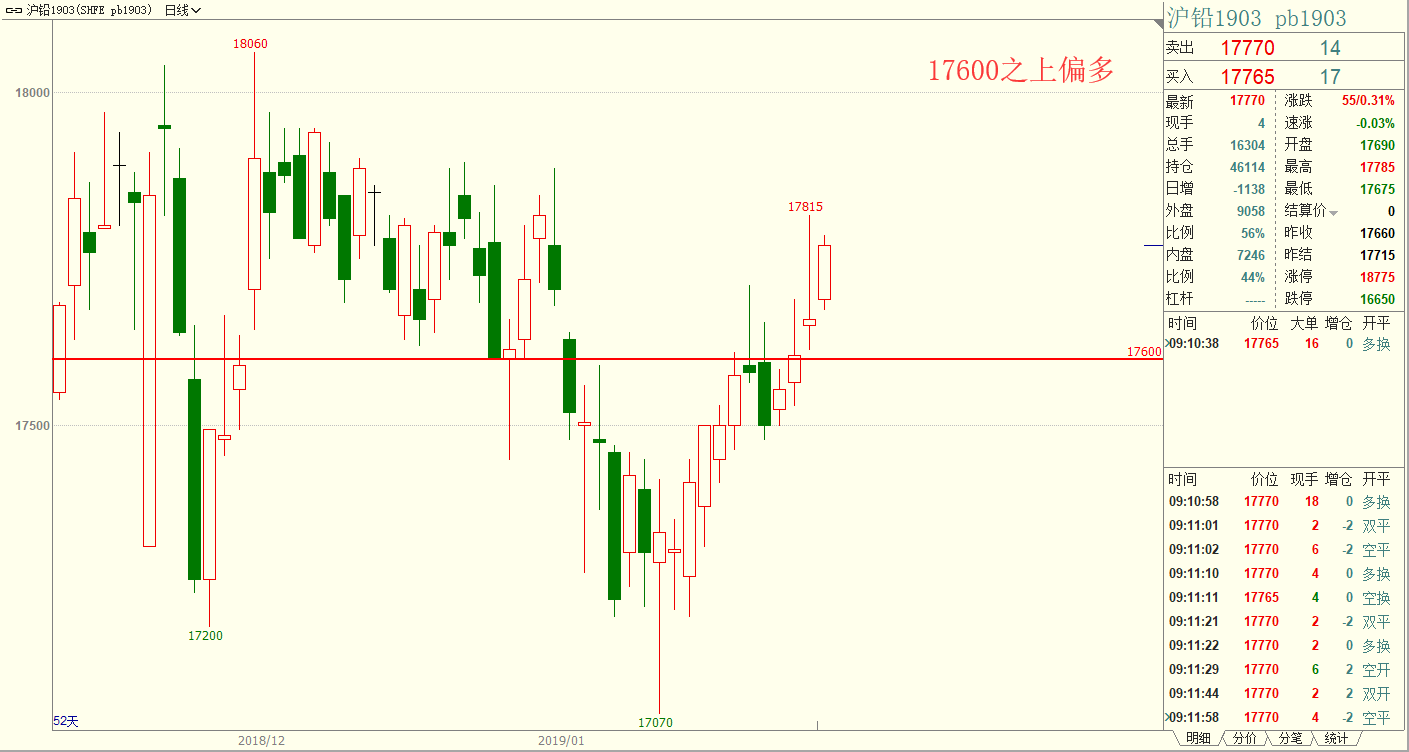 沪铅1903(SHFE pb1903) 日线
18060
17600之上偏多
18000
17815
17600
17500
17200
17070
52天
2018/12 2019/01
沪铅1903 pb1903
卖出 17770 14
买入 17765 17
最新 17770 涨跌 55/0.31%
现手 4 速涨 -0.03%
总手 16304 开盘 17690
持仓 46114 最高 17785
日增 -1138 最低 17675
外盘 9058 结算价 0
比例 56% 昨收 17660
内盘 7246 昨结 17715
比例 44% 涨停 18775
杠杆 ----- 跌停 16650
时间 价位 大单 增仓 开平
09:10:38 17765 16 0 多换
时间 价位 现手 增仓 开平
09:10:58 17770 18 0 多换
09:11:01 17770 2 -2 双平
09:11:02 17770 6 -2 空平
09:11:10 17770 4 0 多换
09:11:11 17765 4 0 空换
09:11:21 17770 2 -2 双平
09:11:22 17770 2 0 多换
09:11:29 17770 6 2 空开
09:11:44 17770 2 2 双开
09:11:58 17770 4 -2 空平
明细 分价 分笔 统计